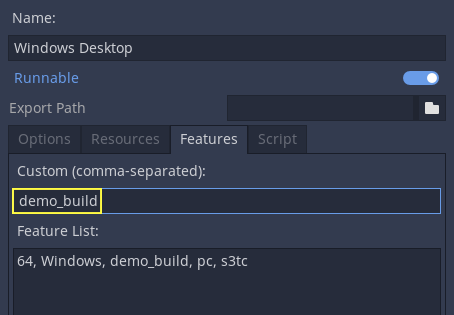 Name:
Windows Desktop
Runnable
Export Path
Options Resources Features Script
Custom (comma-separated):
demo_build
Feature List:
64, Windows, demo_build, pc, s3tc